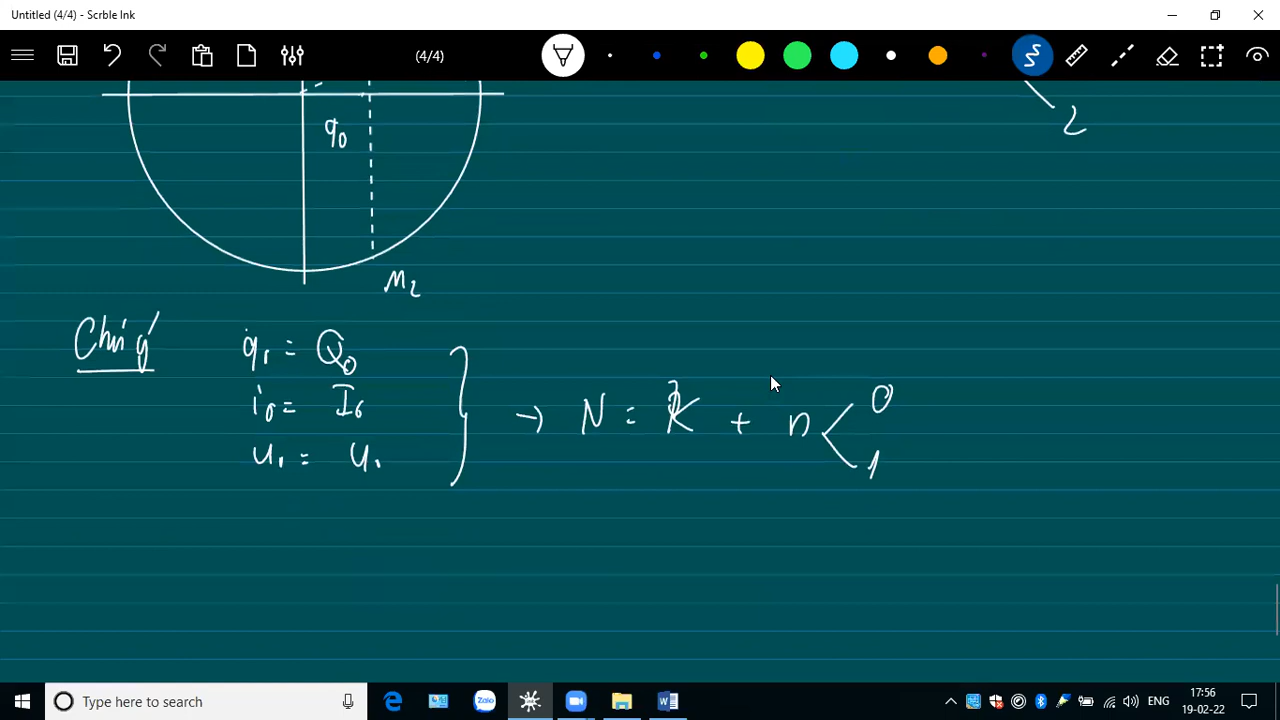 Untitled (4/4) - Scrble Ink
(4/4)
2
q0
M2
Chú ý
q1 = Q0
i0 = I0
→ N = K + n
0
1
u1 = U1
Type here to search
ENG
17:56
19-02-22
Zalo